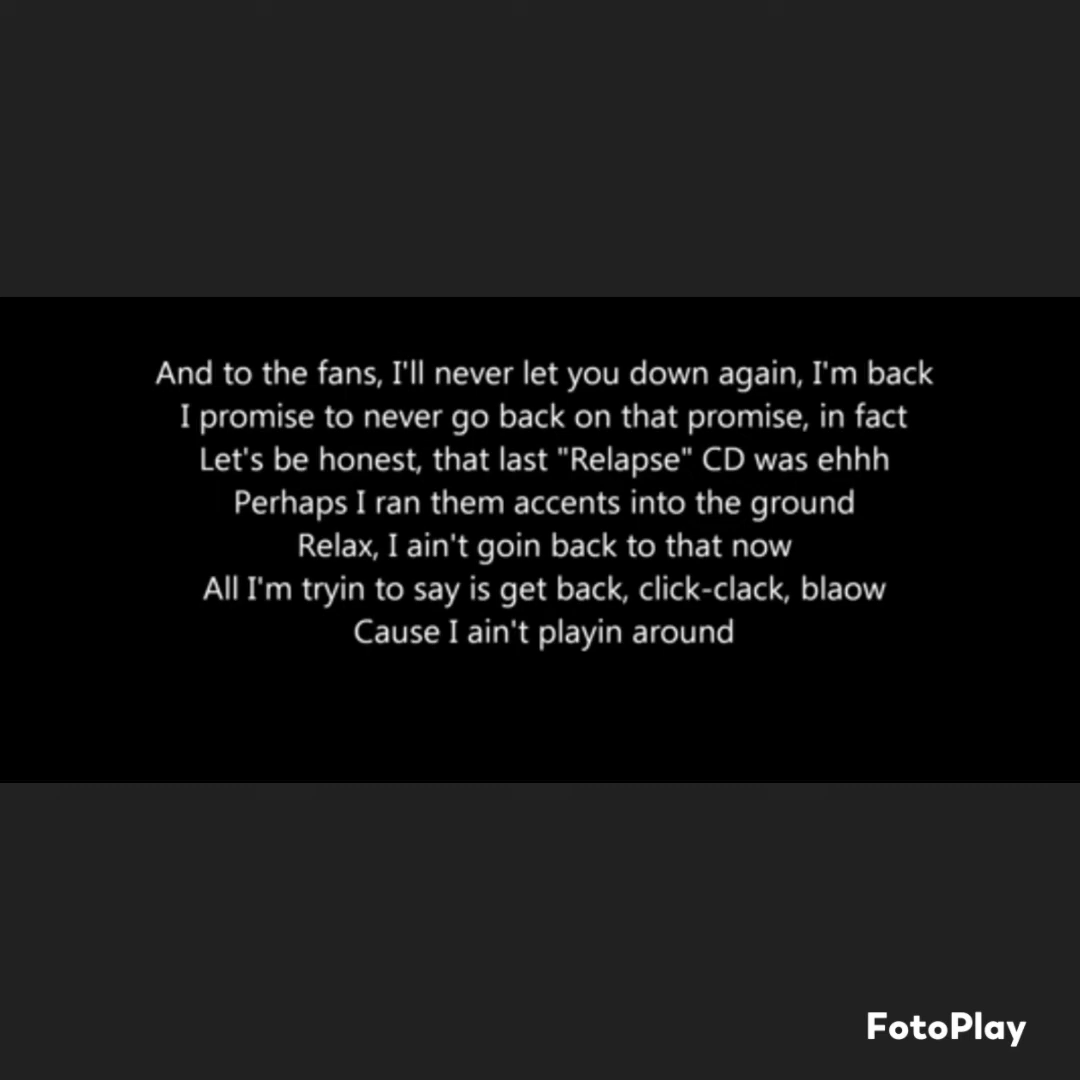 And to the fans, I'll never let you down again, I'm back
I promise to never go back on that promise, in fact
Let's be honest, that last "Relapse" CD was ehhh
Perhaps I ran them accents into the ground
Relax, I ain't goin back to that now
All I'm tryin to say is get back, click-clack, blaow
Cause I ain't playin around
FotoPlay